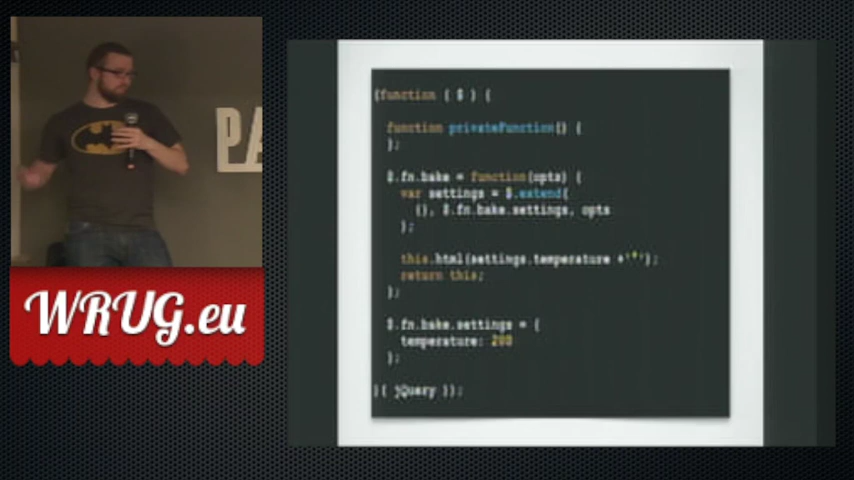 PA
WRUG.eu
(function ( $ ) {
function privateFunction() {
};
$.fn.bake = function(opts) {
var settings = $.extend(
{}, $.fn.bake.settings, opts
);
this.html(settings.temperature +'°');
return this;
};
$.fn.bake.settings = {
temperature: 200
};
}( jQuery ));